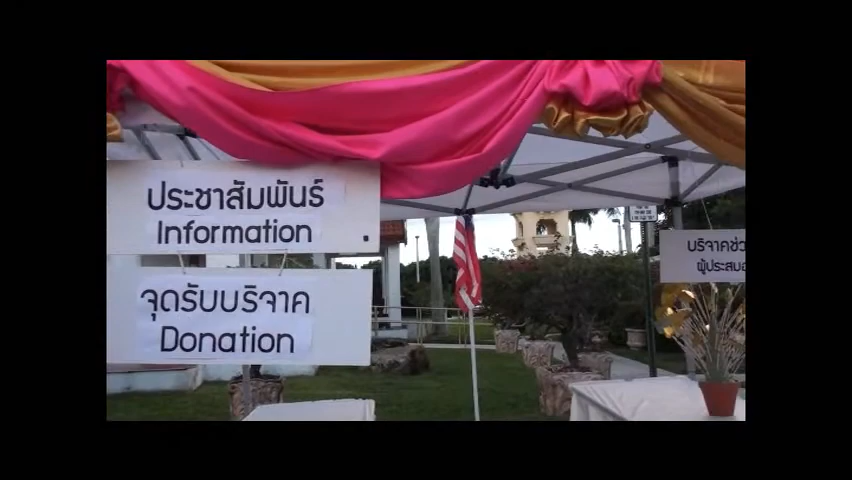 ประชาสัมพันธ์
Information
จุดรับบริจาค
Donation
บริจาคช่ว
ผู้ประสบ